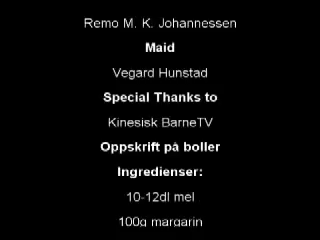 Remo M. K. Johannessen
Maid
Vegard Hunstad
Special Thanks to
Kinesisk BarneTV
Oppskrift på boller
Ingredienser:
10-12dl mel
100g margarin